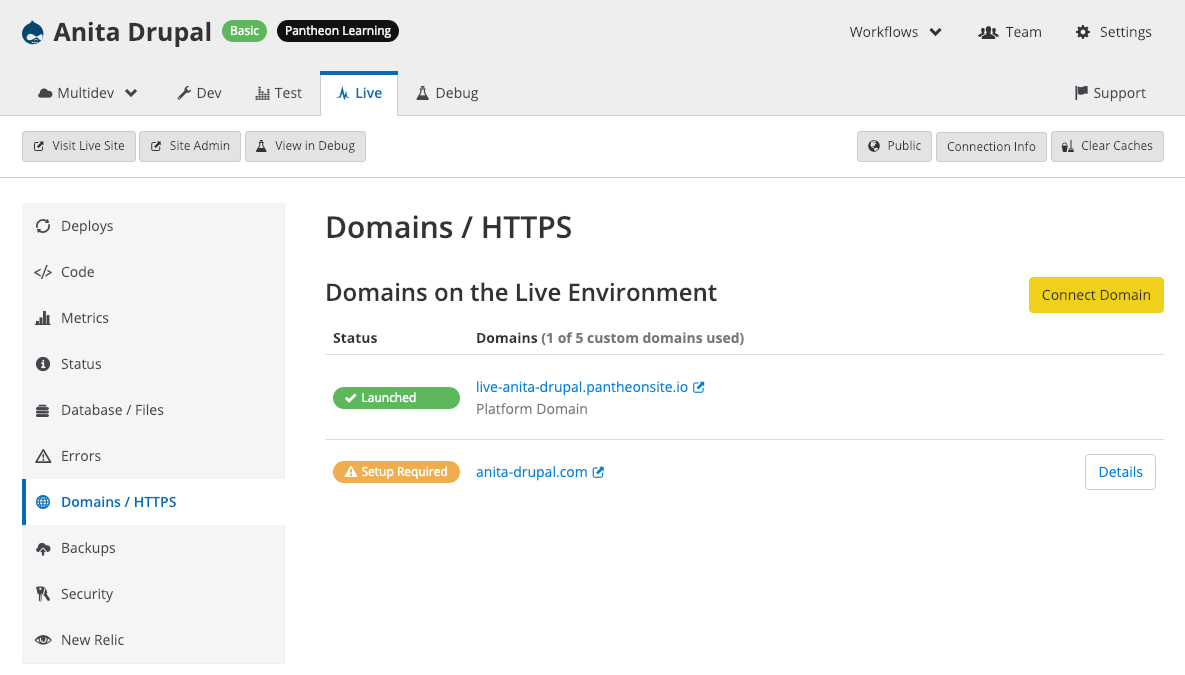 Anita Drupal Basic Pantheon Learning Workflows Team Settings
Multidev Dev Test Live Debug Support
Visit Live Site Site Admin View in Debug Public Connection Info Clear Caches
Deploys
Code
Metrics
Status
Database / Files
Errors
Domains / HTTPS
Backups
Security
New Relic
Domains / HTTPS
Domains on the Live Environment Connect Domain
Status Domains (1 of 5 custom domains used)
Launched live-anita-drupal.pantheonsite.io
Platform Domain
Setup Required anita-drupal.com Details